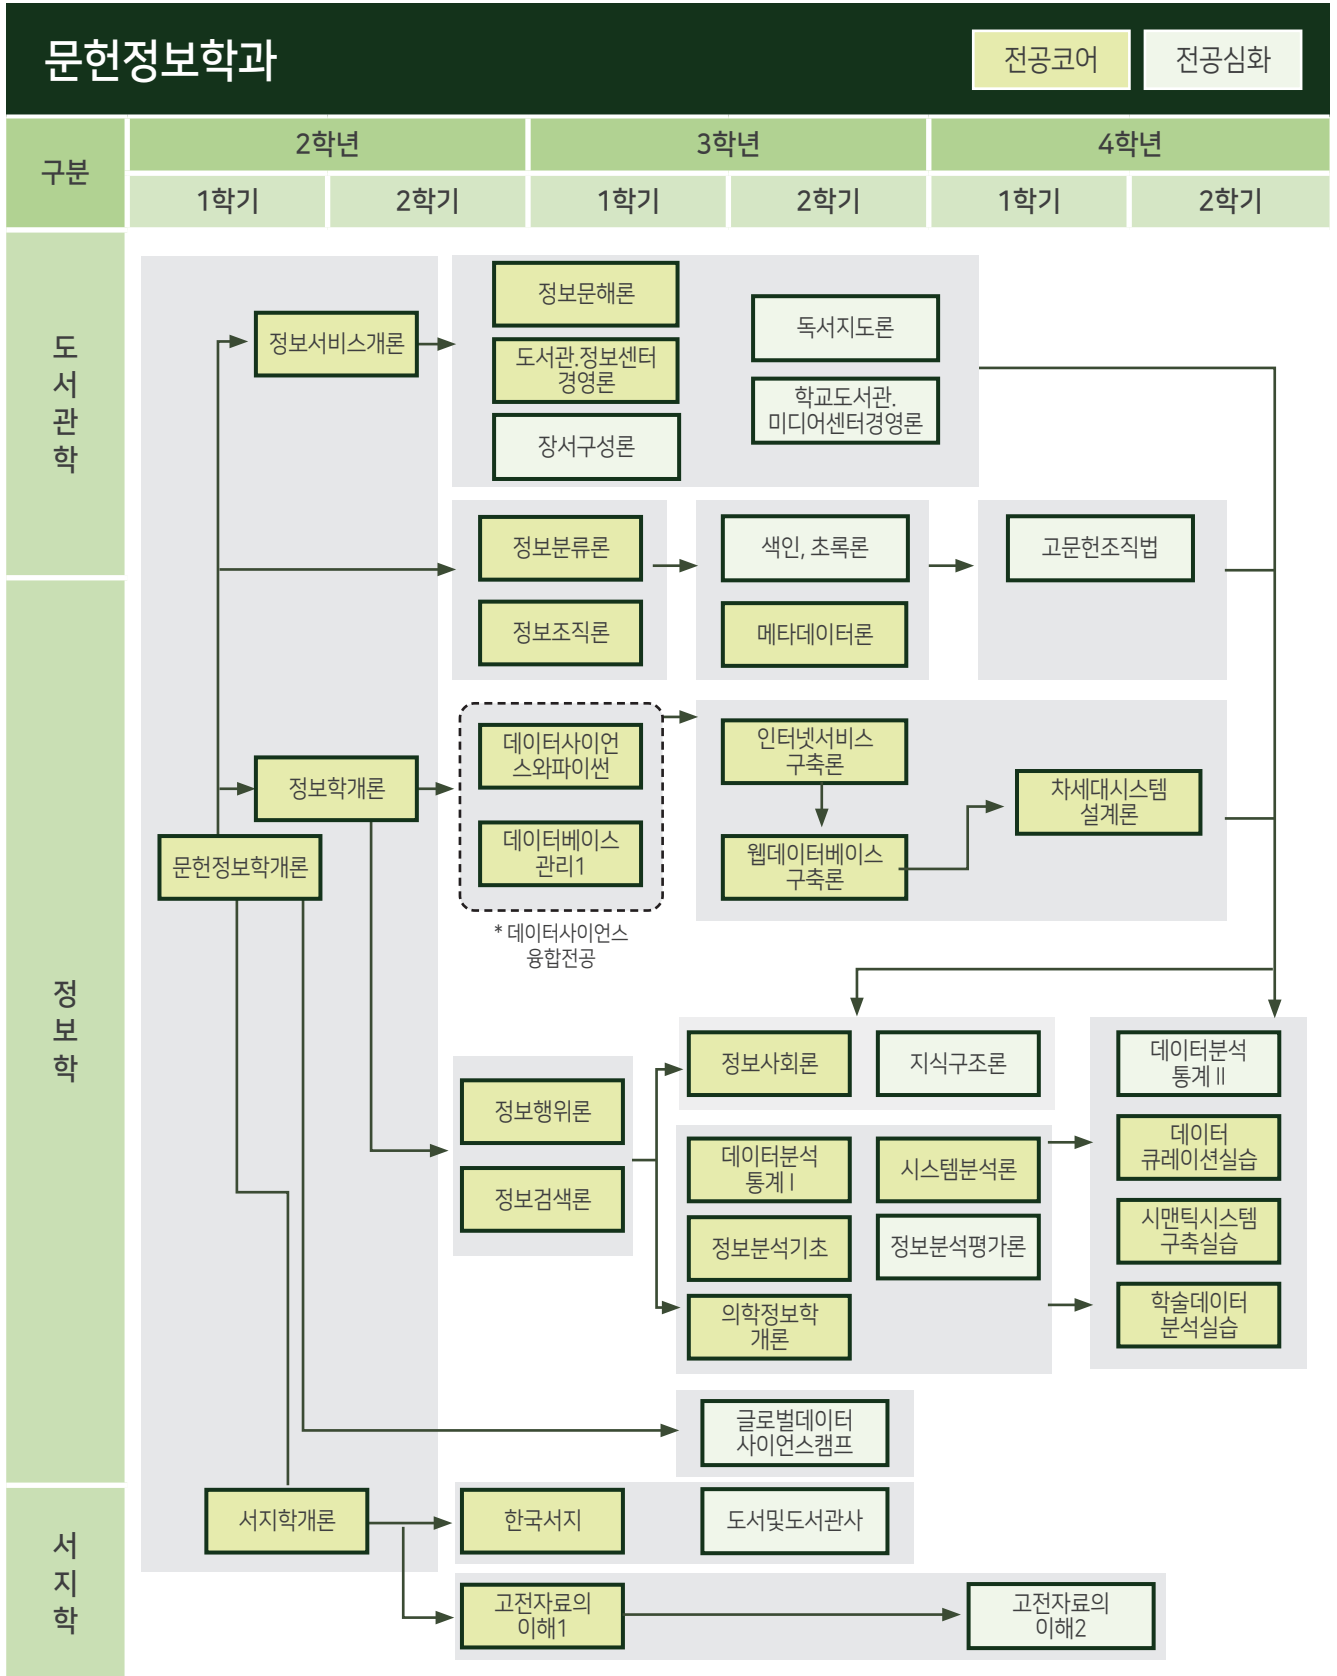 문헌정보학과
전공코어
전공심화
구분
2학년
3학년
4학년
1학기
2학기
1학기
2학기
1학기
2학기
도
서
관
학
정보서비스개론
정보문해론
도서관.정보센터
경영론
장서구성론
독서지도론
학교도서관.
미디어센터경영론
정보분류론
정보조직론
색인, 초록론
메타데이터론
고문헌조직법
정
보
학
문헌정보학개론
정보학개론
데이터사이언
스와파이썬
데이터베이스
관리1
* 데이터사이언스
융합전공
인터넷서비스
구축론
웹데이터베이스
구축론
차세대시스템
설계론
정보행위론
정보검색론
정보사회론
지식구조론
데이터분석
통계 I
시스템분석론
정보분석기초
정보분석평가론
의학정보학
개론
데이터분석
통계 II
데이터
큐레이션실습
시맨틱시스템
구축실습
학술데이터
분석실습
글로벌데이터
사이언스캠프
서
지
학
서지학개론
한국서지
도서및도서관사
고전자료의
이해1
고전자료의
이해2